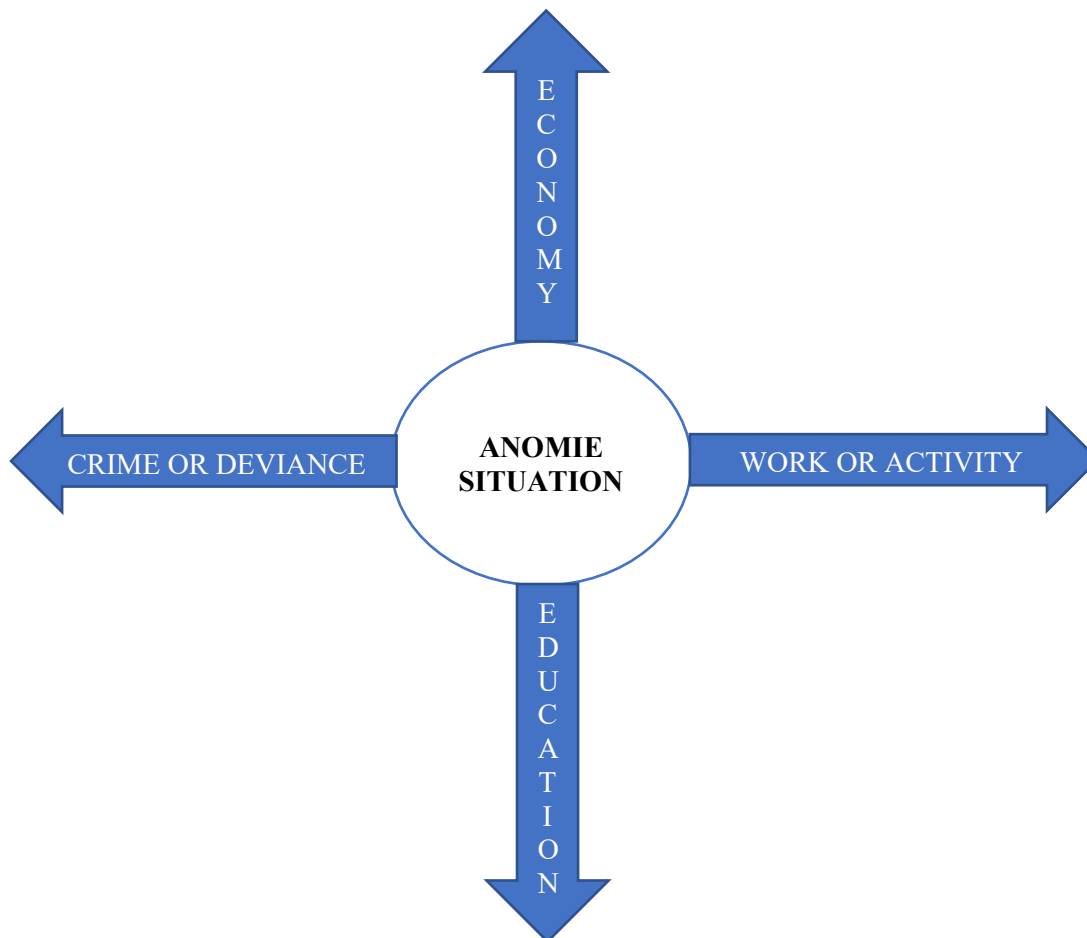 ECONOMY
CRIME OR DEVIANCE
ANOMIE
SITUATION
WORK OR ACTIVITY
EDUCATION